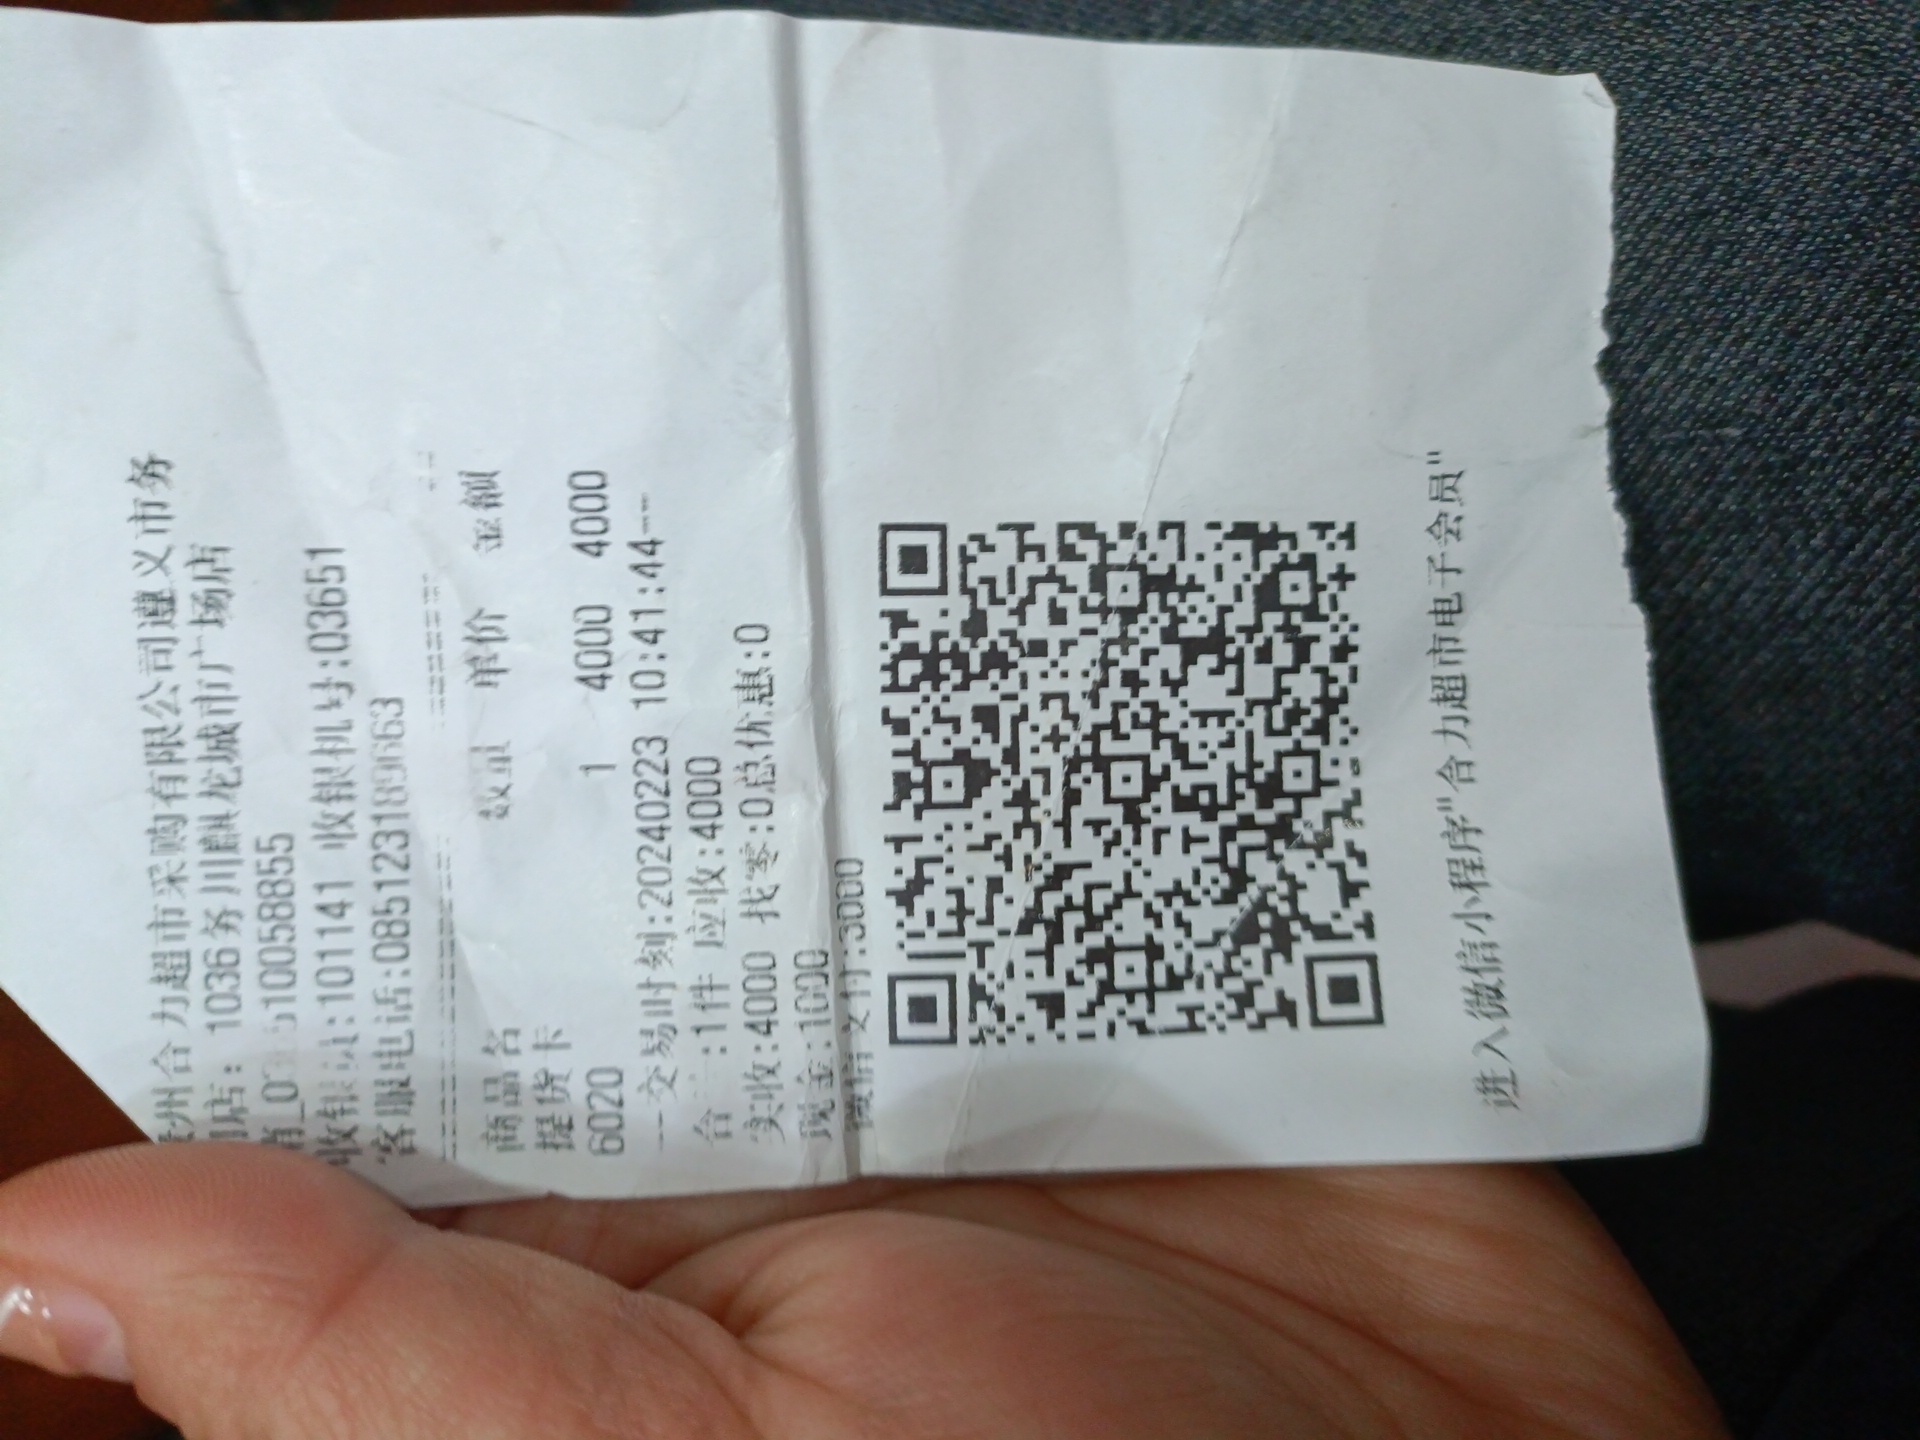 州合力超市采购有限公司遵义市务
店: 1036务川麒龙城市广场店
5100588855
收银员:101141 收银机号:03651
客服电话:085123189663
商品名 数量 单价 金额
提货卡
6020 1 4000 4000
--交易时刻:20240223 10:41:44--
合计:1件 应收:4000
实收:4000 找零:0总优惠:0
现金:1000
微信支付:3000
进入微信小程序"合力超市电子会员"